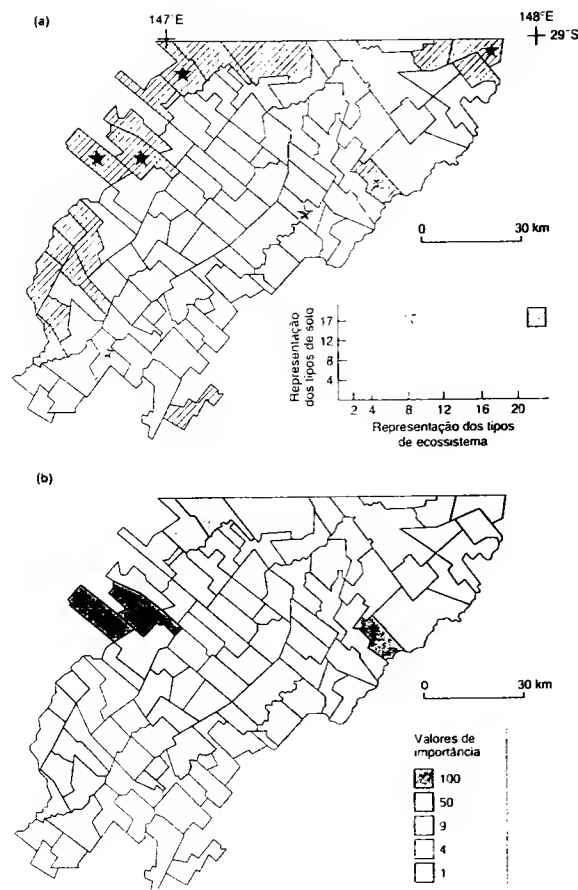 (a)
147°E
148°E
29°S
0 30 km
Representação
dos tipos de solo
17
12
8
4
2 4 8 12 17 20
Representação dos tipos
de ecossistema
(b)
0 30 km
Valores de
importância
100
50
9
4
1